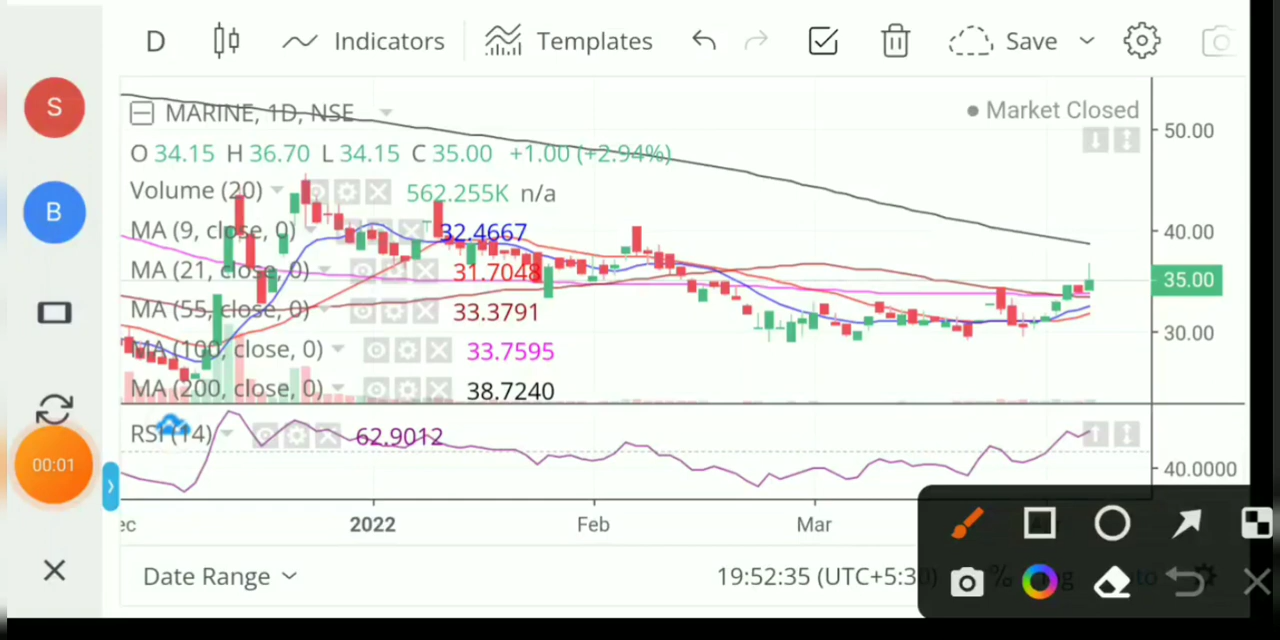 D Indicators Templates Save
S
MARINE, 1D, NSE Market Closed
O 34.15 H 36.70 L 34.15 C 35.00 +1.00 (+2.94%)
50.00
Volume (20) 562.255K n/a
B
MA (9, close, 0) 32.4667
40.00
MA (21, close, 0) 31.7048
35.00
MA (55, close, 0) 33.3791
30.00
MA (100, close, 0) 33.7595
MA (200, close, 0) 38.7240
RSI (14) 62.9012
00:01
40.0000
ec 2022 Feb Mar
Date Range 19:52:35 (UTC+5:30) %